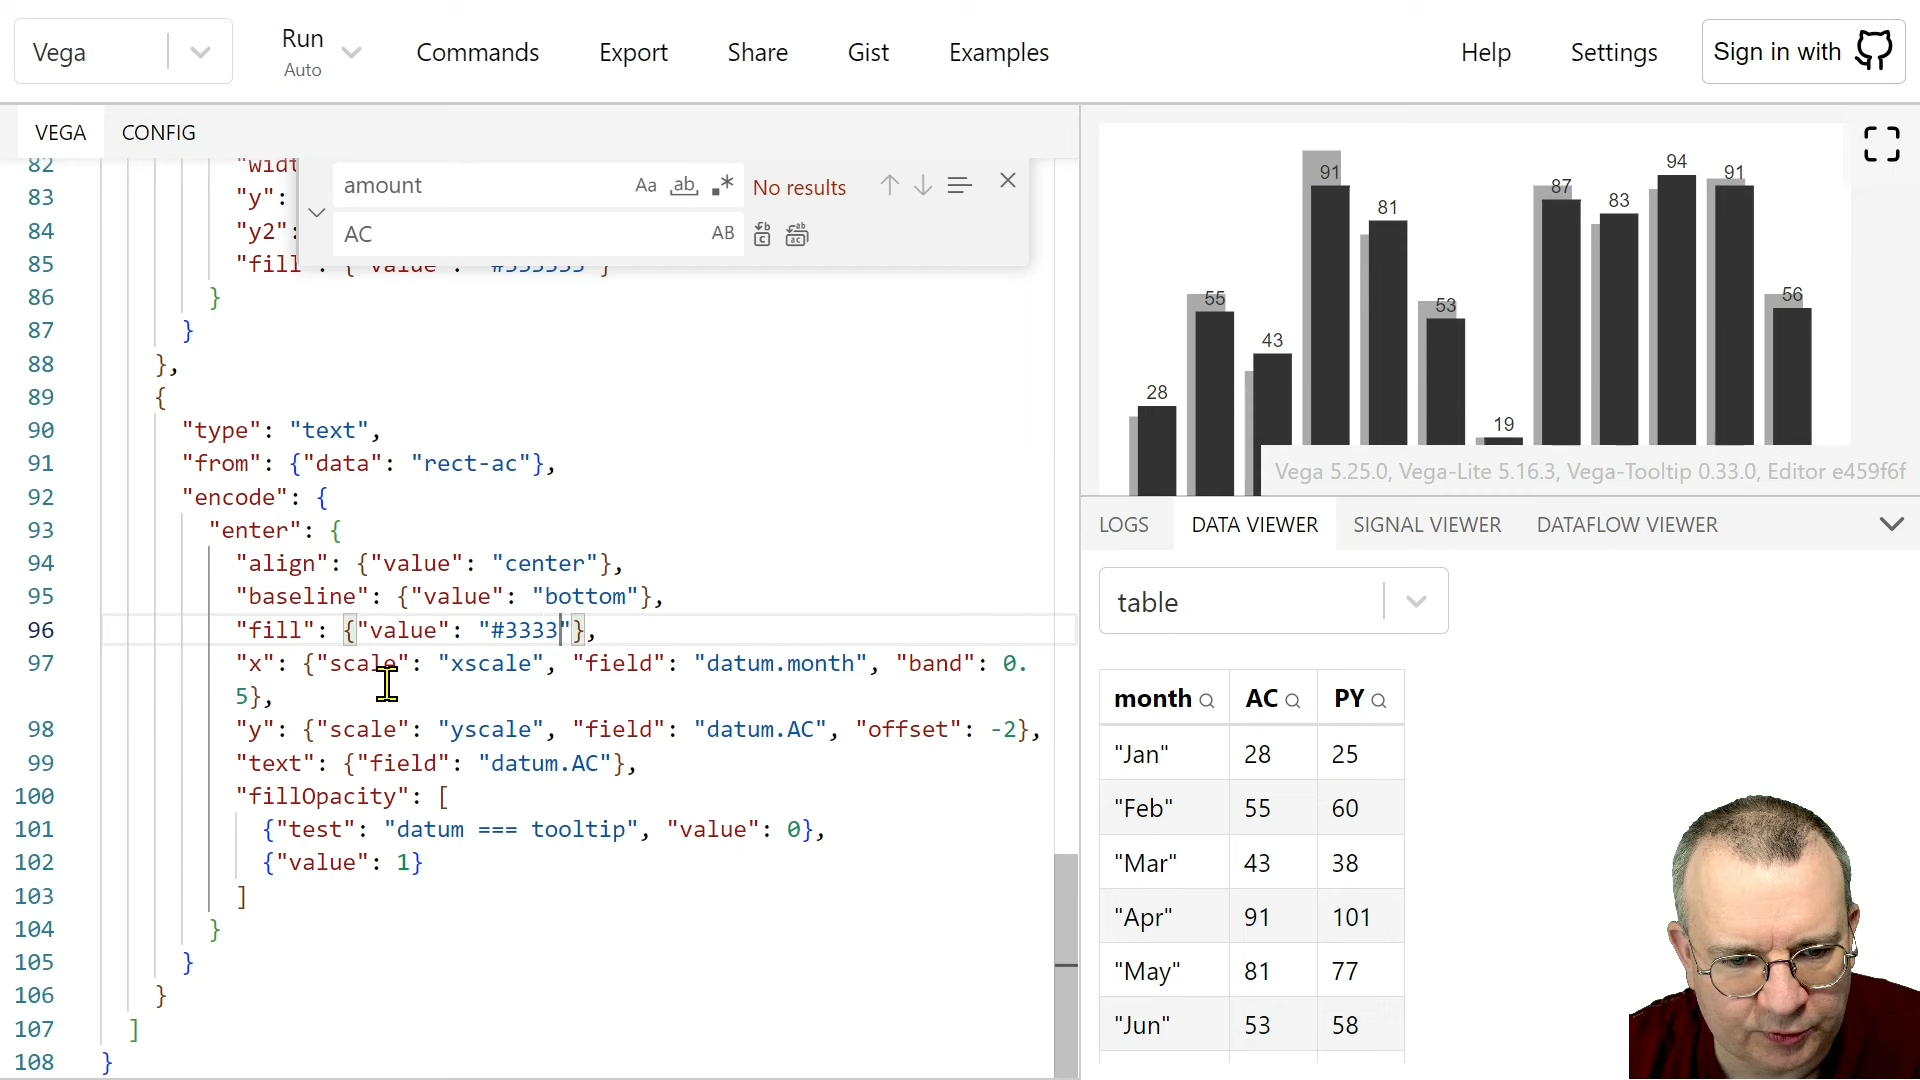 Vega
Run
Auto
Commands
Export
Share
Gist
Examples
Help
Settings
Sign in with
VEGA
CONFIG
amount
Aa
ab
No results
AC
AB
82
83 "y":
84 "y2":
85 "fill": {"value": "#333333"}
86 }
87 }
88 },
89 {
90 "type": "text",
91 "from": {"data": "rect-ac"},
92 "encode": {
93 "enter": {
94 "align": {"value": "center"},
95 "baseline": {"value": "bottom"},
96 "fill": {"value": "#3333"},
97 "x": {"scale": "xscale", "field": "datum.month", "band": 0.
5},
98 "y": {"scale": "yscale", "field": "datum.AC", "offset": -2},
99 "text": {"field": "datum.AC"},
100 "fillOpacity": [
101 {"test": "datum === tooltip", "value": 0},
102 {"value": 1}
103 ]
104 }
105 }
106 }
107 ]
108 }
28
55
43
91
81
53
19
87
83
94
91
56
Vega 5.25.0, Vega-Lite 5.16.3, Vega-Tooltip 0.33.0, Editor e459f6f
LOGS
DATA VIEWER
SIGNAL VIEWER
DATAFLOW VIEWER
table
month AC PY
"Jan" 28 25
"Feb" 55 60
"Mar" 43 38
"Apr" 91 101
"May" 81 77
"Jun" 53 58